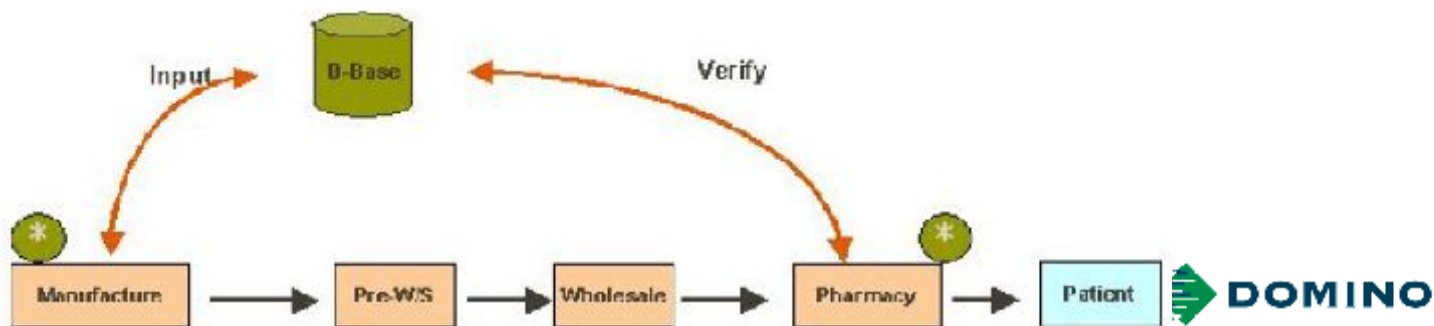 D-Base
Input
Verify
*
*
Manufacture
Pre-W/S
Wholesale
Pharmacy
Patient
DOMINO